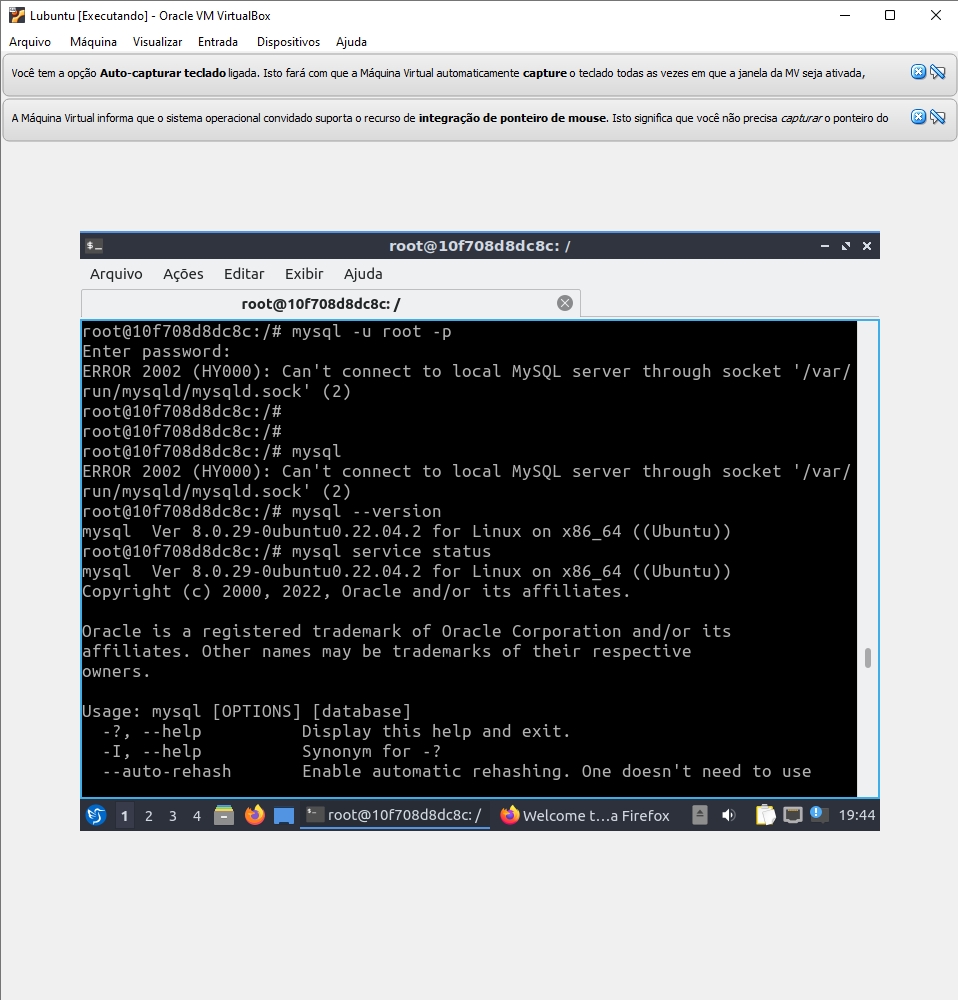 Lubuntu [Executando] - Oracle VM VirtualBox
Arquivo Máquina Visualizar Entrada Dispositivos Ajuda
Você tem a opção Auto-capturar teclado ligada. Isto fará com que a Máquina Virtual automaticamente capture o teclado todas as vezes em que a janela da MV seja ativada,
A Máquina Virtual informa que o sistema operacional convidado suporta o recurso de integração de ponteiro de mouse. Isto significa que você não precisa capturar o ponteiro do
root@10f708d8dc8c: /
Arquivo Ações Editar Exibir Ajuda
root@10f708d8dc8c: /
root@10f708d8dc8c:/# mysql -u root -p
Enter password:
ERROR 2002 (HY000): Can't connect to local MySQL server through socket '/var/
run/mysqld/mysqld.sock' (2)
root@10f708d8dc8c:/#
root@10f708d8dc8c:/#
root@10f708d8dc8c:/# mysql
ERROR 2002 (HY000): Can't connect to local MySQL server through socket '/var/
run/mysqld/mysqld.sock' (2)
root@10f708d8dc8c:/# mysql --version
mysql  Ver 8.0.29-0ubuntu0.22.04.2 for Linux on x86_64 ((Ubuntu))
root@10f708d8dc8c:/# mysql service status
mysql  Ver 8.0.29-0ubuntu0.22.04.2 for Linux on x86_64 ((Ubuntu))
Copyright (c) 2000, 2022, Oracle and/or its affiliates.
Oracle is a registered trademark of Oracle Corporation and/or its
affiliates. Other names may be trademarks of their respective
owners.
Usage: mysql [OPTIONS] [database]
-?, --help Display this help and exit.
-I, --help Synonym for -?
--auto-rehash Enable automatic rehashing. One doesn't need to use
1 2 3 4 root@10f708d8dc8c: / Welcome t...a Firefox 19:44